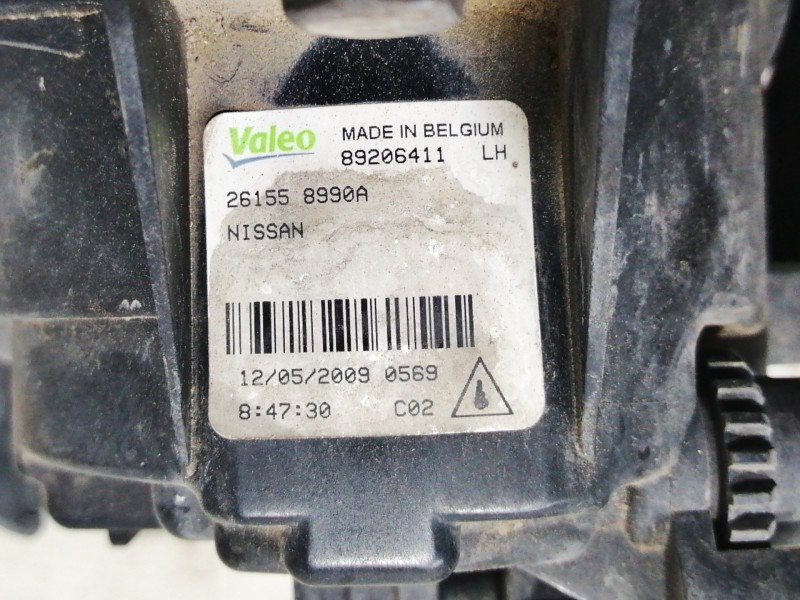 Valeo MADE IN BELGIUM
89206411 LH
26155 8990A
NISSAN
12/05/2009 0569
8:47:30 C02